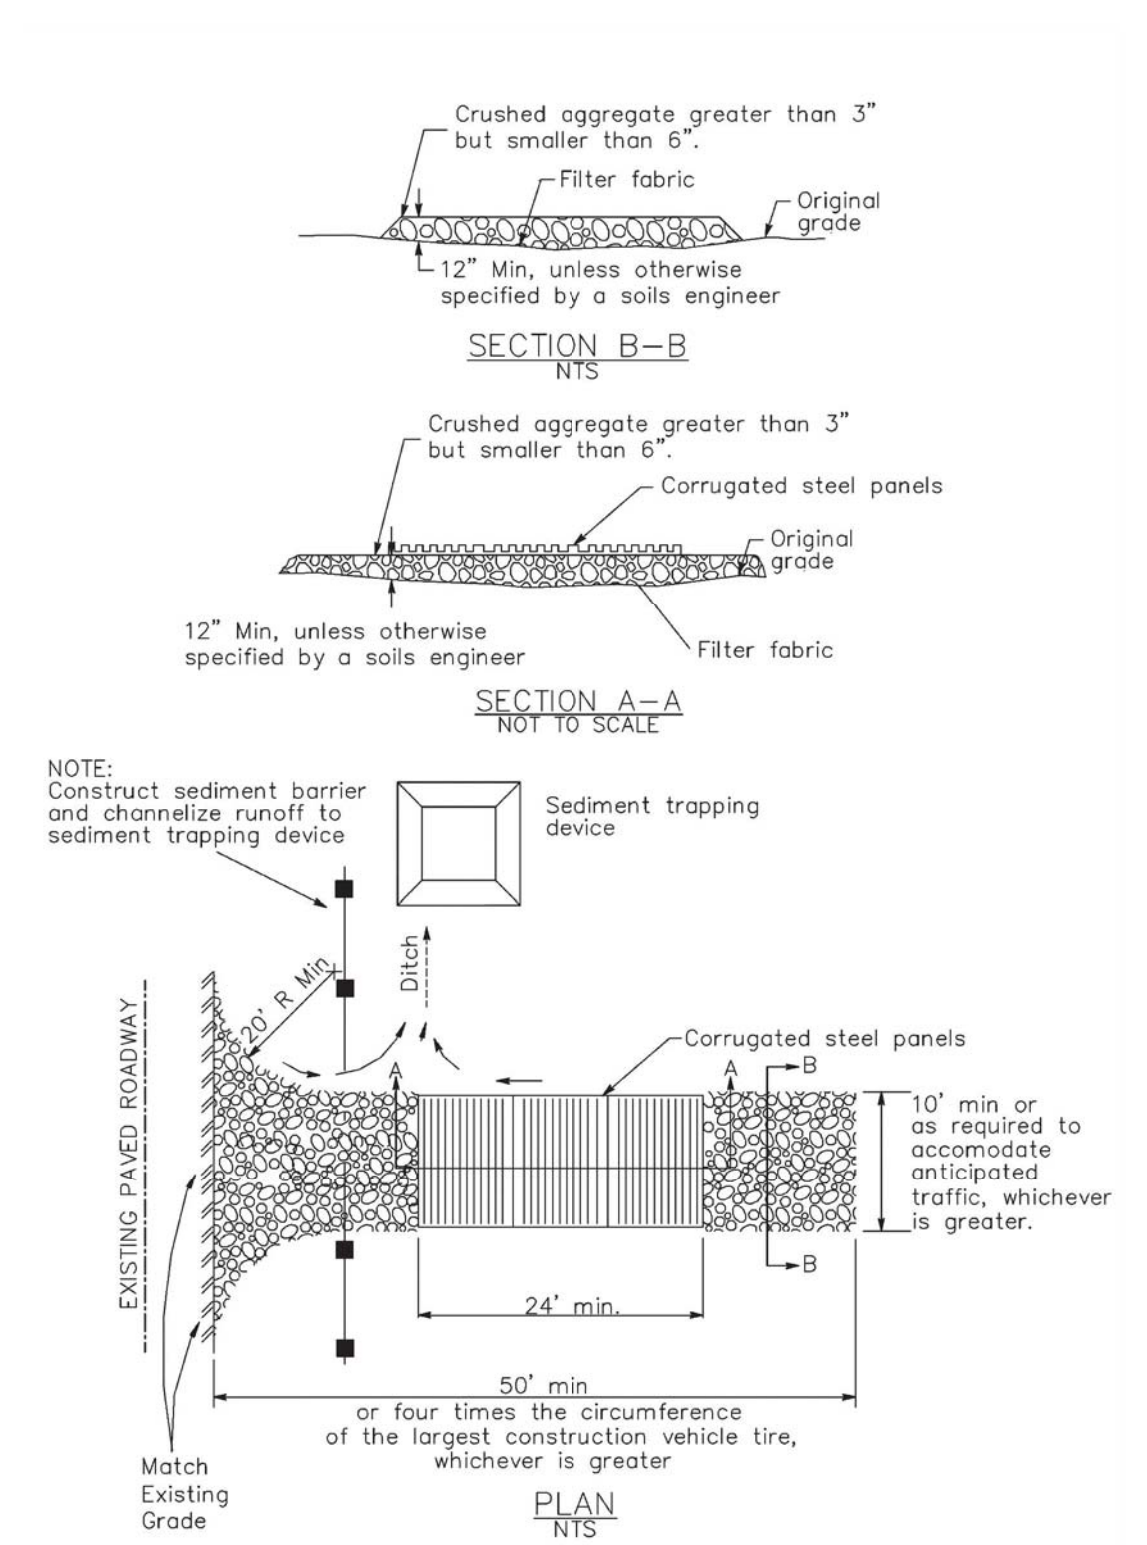 Crushed aggregate greater than 3”
but smaller than 6”.
Filter fabric
Original
grade
12” Min, unless otherwise
specified by a soils engineer
SECTION B–B
NTS
Crushed aggregate greater than 3”
but smaller than 6”.
Corrugated steel panels
Original
grade
12” Min, unless otherwise
specified by a soils engineer
Filter fabric
SECTION A–A
NOT TO SCALE
NOTE:
Construct sediment barrier
and channelize runoff to
sediment trapping device
Sediment trapping
device
Ditch
20’ R Min
EXISTING PAVED ROADWAY
Corrugated steel panels
A
A
B
B
10’ min or
as required to
accomodate
anticipated
traffic, whichever
is greater.
24’ min.
50’ min
or four times the circumference
of the largest construction vehicle tire,
whichever is greater
Match
Existing
Grade
PLAN
NTS